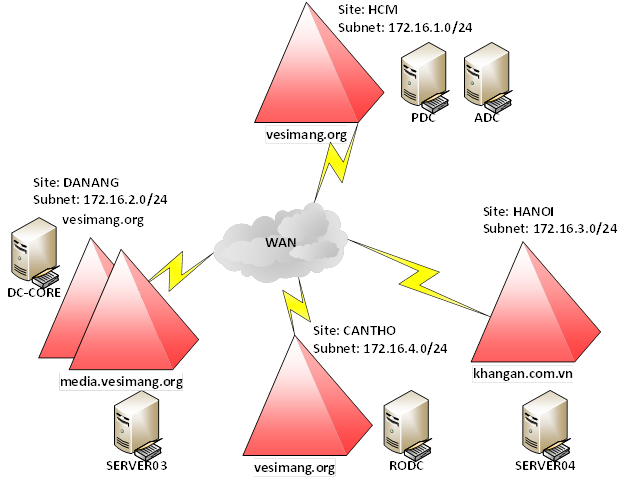 Site: HCM
Subnet: 172.16.1.0/24
PDC
ADC
vesimang.org
Site: DANANG
Subnet: 172.16.2.0/24
vesimang.org
DC-CORE
media.vesimang.org
SERVER03
WAN
Site: HANOI
Subnet: 172.16.3.0/24
khangan.com.vn
SERVER04
Site: CANTHO
Subnet: 172.16.4.0/24
vesimang.org
RODC